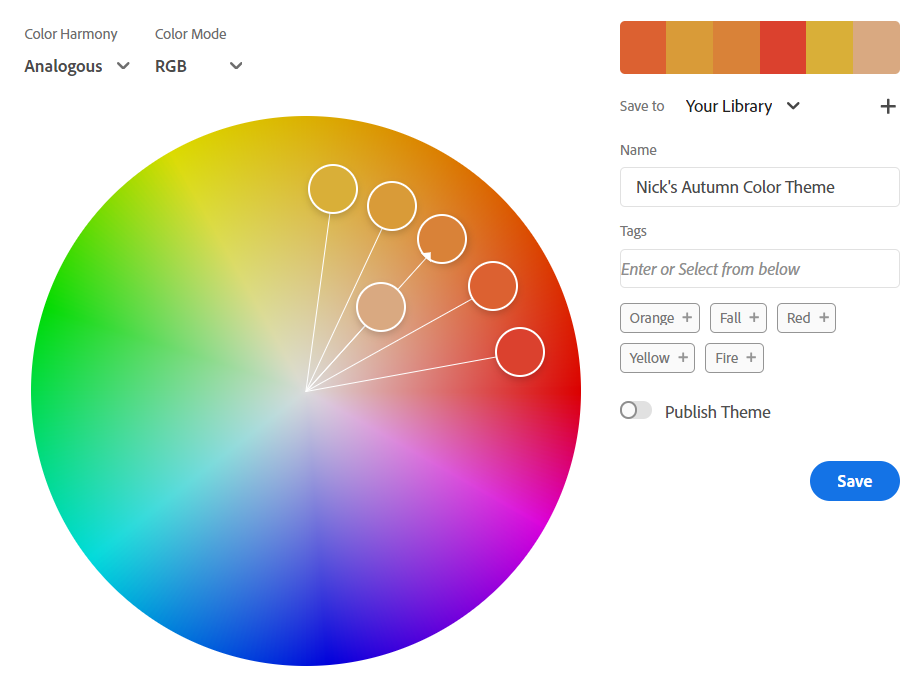 Color Harmony
Color Mode
Analogous
RGB
Save to Your Library
Name
Nick's Autumn Color Theme
Tags
Enter or Select from below
Orange + Fall + Red +
Yellow + Fire +
Publish Theme
Save